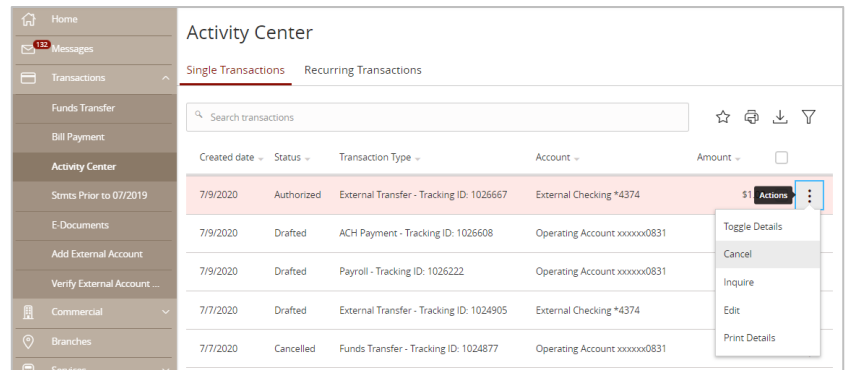 Home
132
Messages
Transactions
Funds Transfer
Bill Payment
Activity Center
Stmts Prior to 07/2019
E-Documents
Add External Account
Verify External Account ...
Commercial
Branches
Services
Activity Center
Single Transactions Recurring Transactions
Search transactions
Created date Status Transaction Type Account Amount
7/9/2020 Authorized External Transfer - Tracking ID: 1026667 External Checking *4374 $1. Actions
7/9/2020 Drafted ACH Payment - Tracking ID: 1026608 Operating Account xxxxxx0831
7/9/2020 Drafted Payroll - Tracking ID: 1026222 Operating Account xxxxxx0831
7/7/2020 Drafted External Transfer - Tracking ID: 1024905 External Checking *4374
7/7/2020 Cancelled Funds Transfer - Tracking ID: 1024877 Operating Account xxxxxx0831
Toggle Details
Cancel
Inquire
Edit
Print Details